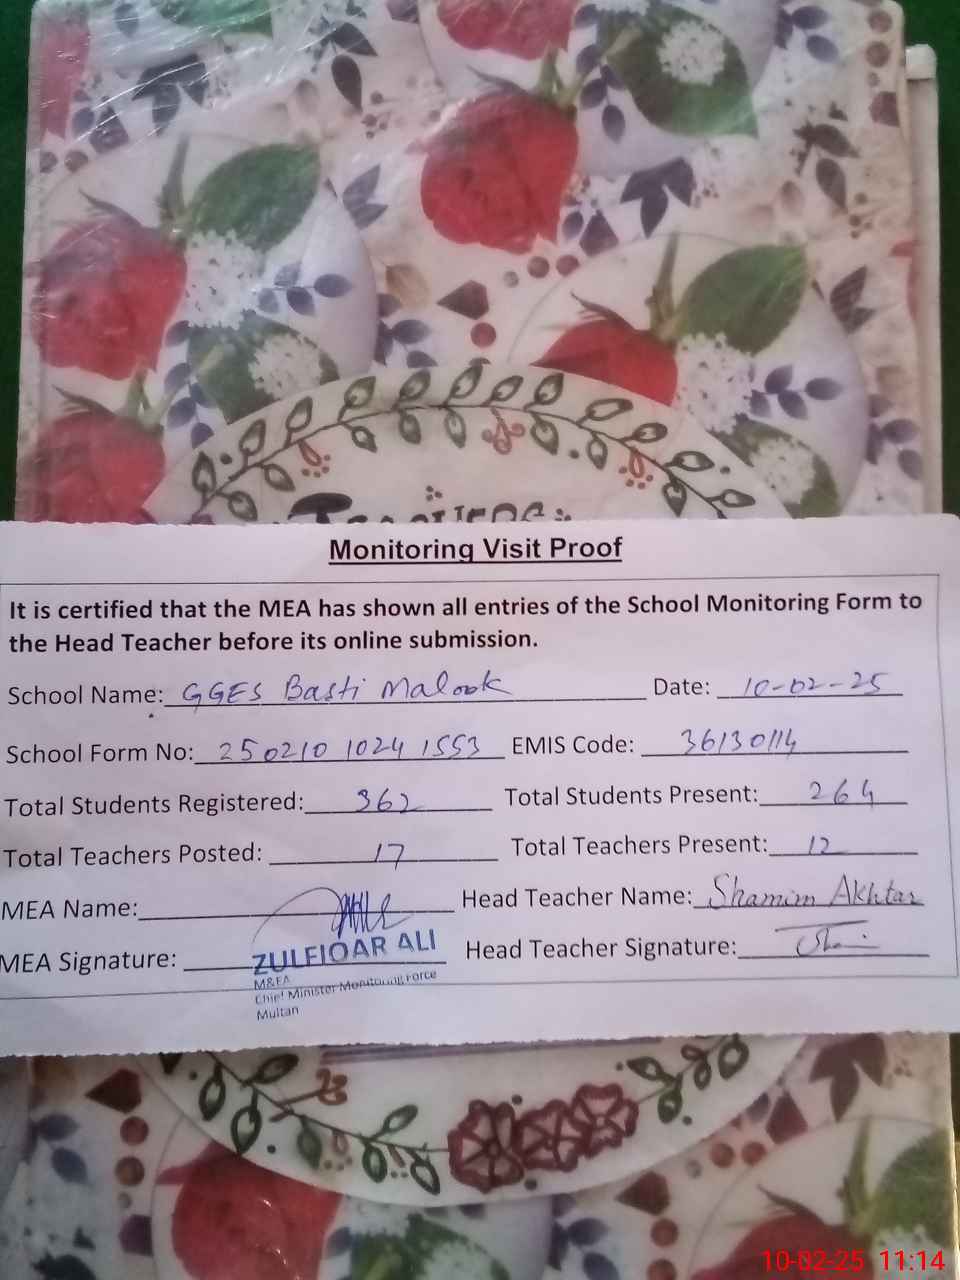 Monitoring Visit Proof
It is certified that the MEA has shown all entries of the School Monitoring Form to
the Head Teacher before its online submission.
School Name: GGES Basti Malook Date: 10-02-25
School Form No: 250210 1024 1553 EMIS Code: 36130114
Total Students Registered: 362 Total Students Present: 264
Total Teachers Posted: 17 Total Teachers Present: 12
MEA Name: Head Teacher Name: Shamim Akhtar
MEA Signature: Head Teacher Signature:
ZULFIQAR ALI
M&EA
Chief Minister Monitoring Force
Multan
10-02-25 11:14